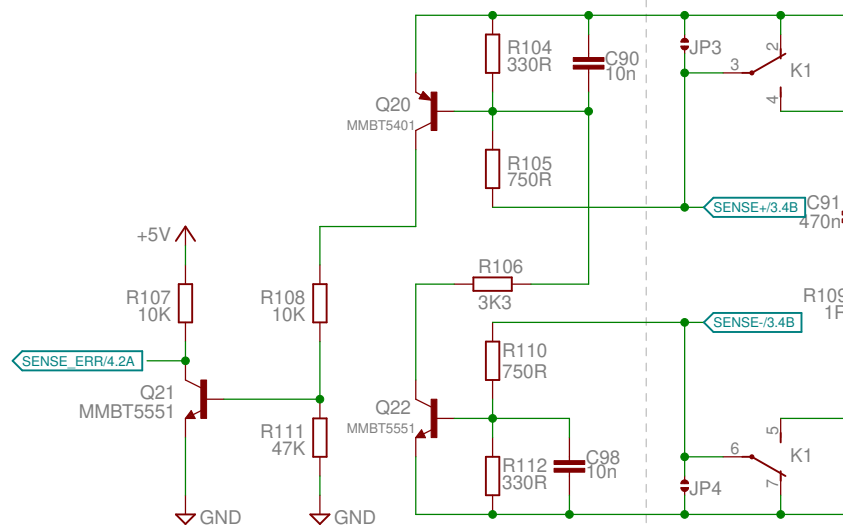 R104
330R
C90
10n
JP3
2
3
K1
4
Q20
MMBT5401
R105
750R
SENSE+/3.4B
C91
470n
+5V
R107
10K
R108
10K
R106
3K3
SENSE-/3.4B
R109
SENSE_ERR/4.2A
Q21
MMBT5551
R110
750R
Q22
MMBT5551
R111
47K
5
6
K1
7
C98
10n
R112
330R
JP4
GND
GND